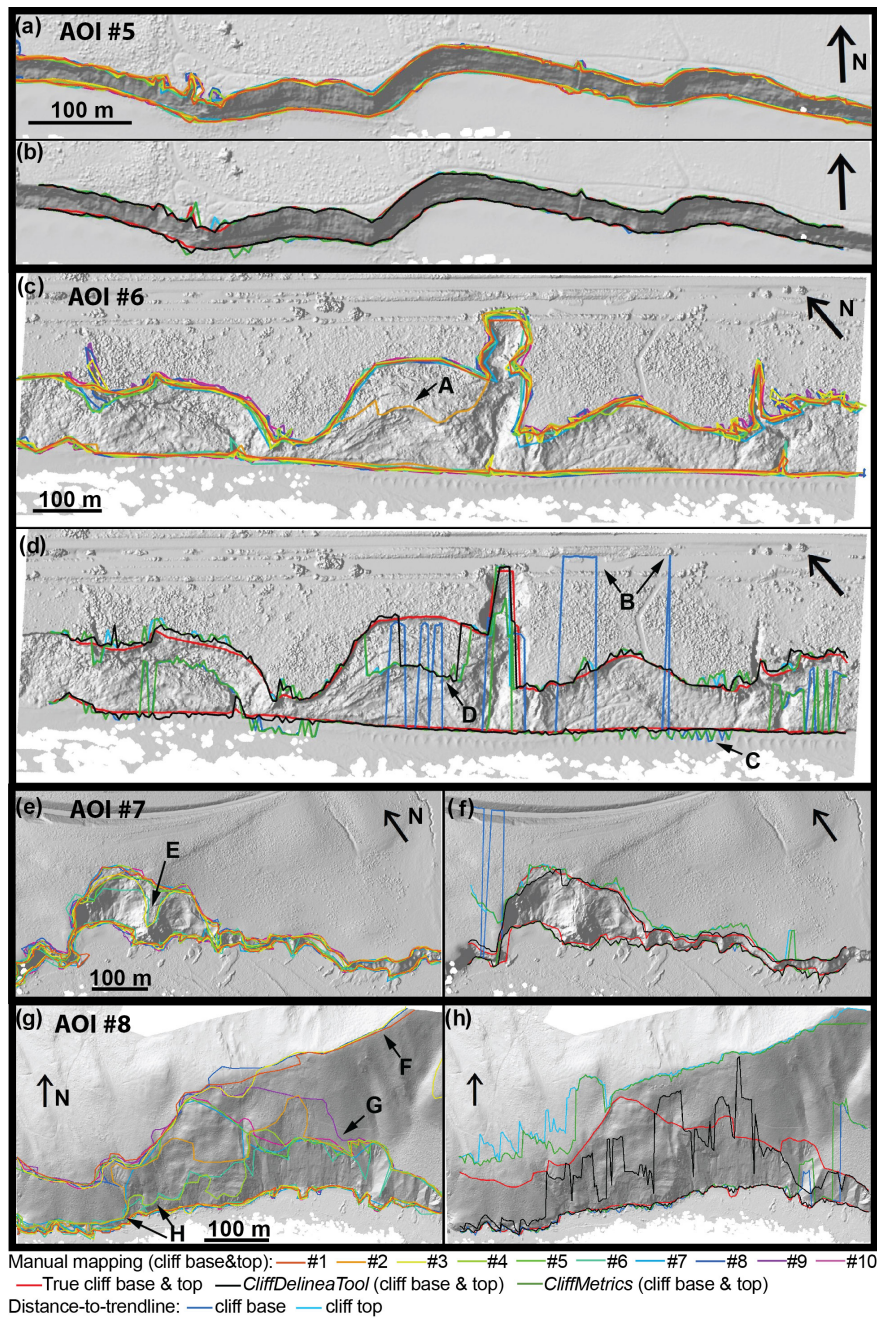 (a) AOI #5
N
100 m
(b)
(c) AOI #6
N
A
100 m
(d)
B
D
C
(e) AOI #7
N
E
100 m
(f)
(g) AOI #8
F
N
G
H
100 m
(h)
Manual mapping (cliff base&top): #1 #2 #3 #4 #5 #6 #7 #8 #9 #10
True cliff base & top CliffDelineaTool (cliff base & top) CliffMetrics (cliff base & top)
Distance-to-trendline: cliff base cliff top